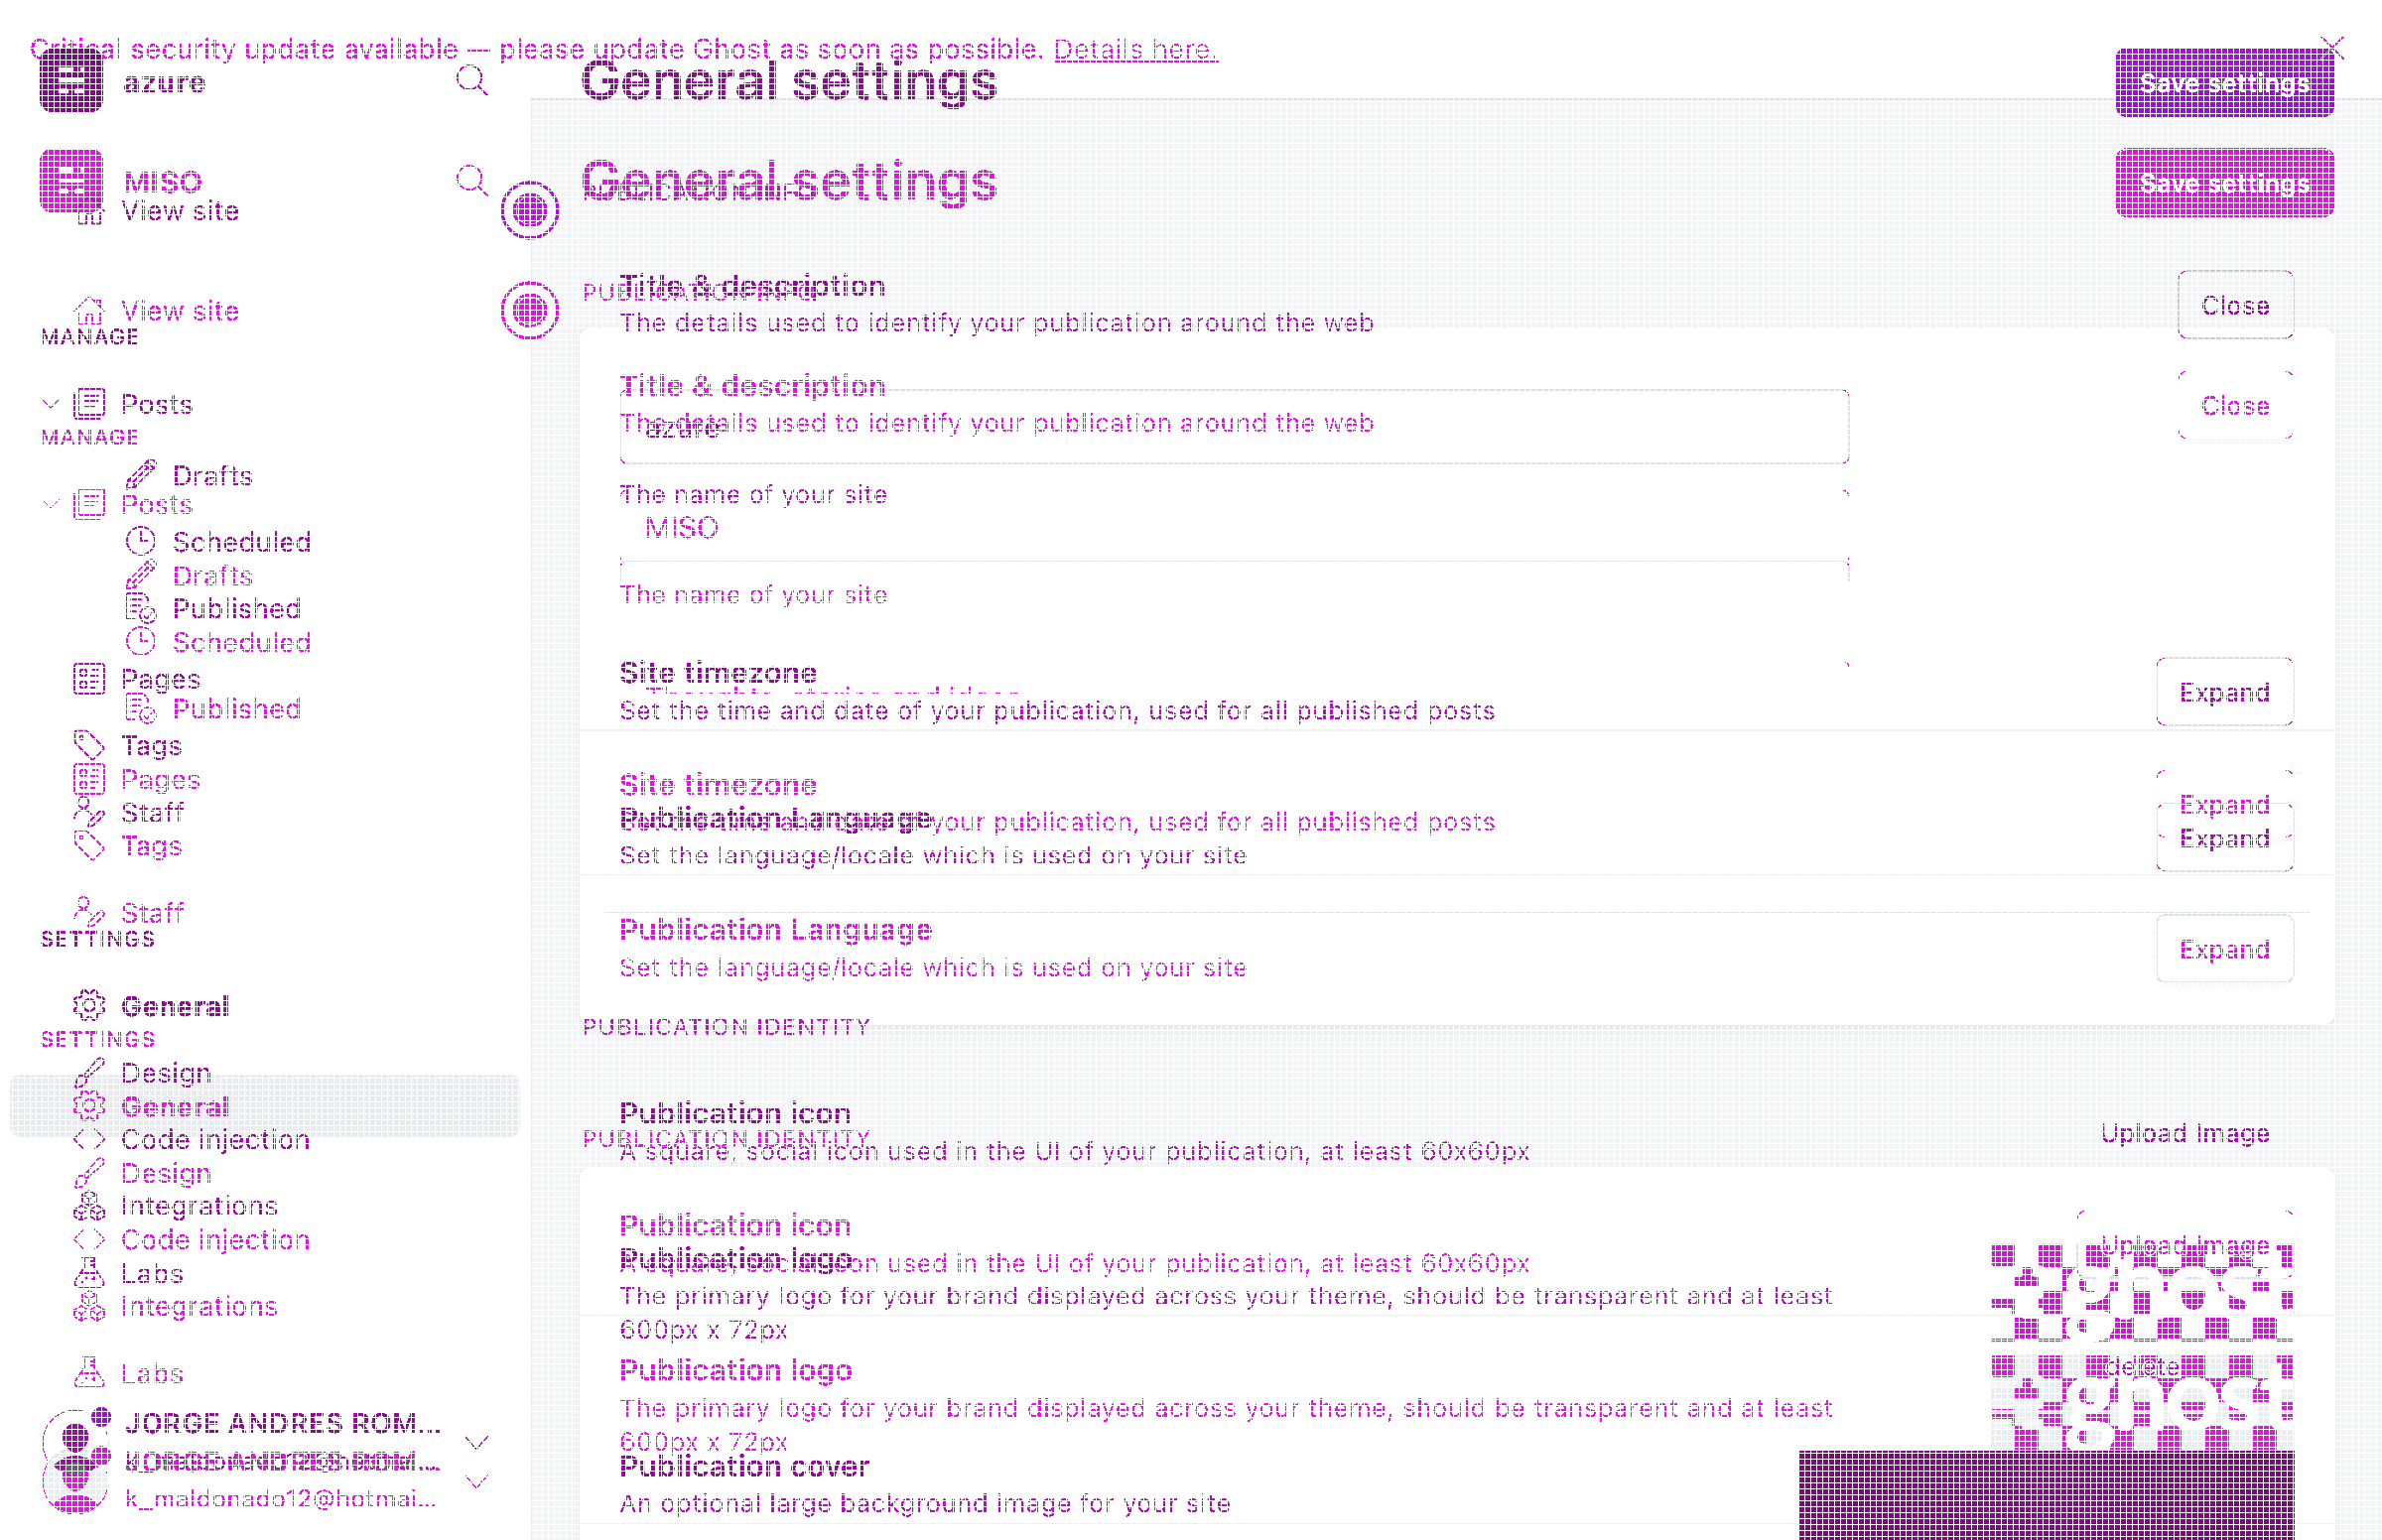 Critical security update available — please update Ghost as soon as possible. Details here.
azure
General settings
Save settings
MISO
General settings
Save settings
View site
Title & description
Close
View site
The details used to identify your publication around the web
MANAGE
Title & description
Close
Posts
The details used to identify your publication around the web
azure
MANAGE
Drafts
The name of your site
Posts
MISO
Scheduled
Drafts
The name of your site
Published
Scheduled
Site timezone
Expand
Pages
Thoughts, stories and ideas.
Published
Set the time and date of your publication, used for all published posts
Tags
Pages
Site timezone
Expand
Staff
Publication Language
your publication, used for all published posts
Expand
Tags
Set the language/locale which is used on your site
Staff
Publication Language
SETTINGS
Expand
Set the language/locale which is used on your site
General
PUBLICATION IDENTITY
SETTINGS
Design
General
Publication icon
Upload Image
Code injection
PUBLICATION IDENTITY
A square, social icon used in the UI of your publication, at least 60x60px
Design
Integrations
Publication icon
Code injection
Upload Image
Publication logo
on used in the UI of your publication, at least 60x60px
Labs
The primary logo for your brand displayed across your theme, should be transparent and at least
Integrations
600px x 72px
ghost
Labs
Publication logo
delete
The primary logo for your brand displayed across your theme, should be transparent and at least
ghost
JORGE ANDRES ROM...
600px x 72px
JORGE ANDRES ROM...
Publication cover
k_maldonado12@hotmai...
An optional large background image for your site